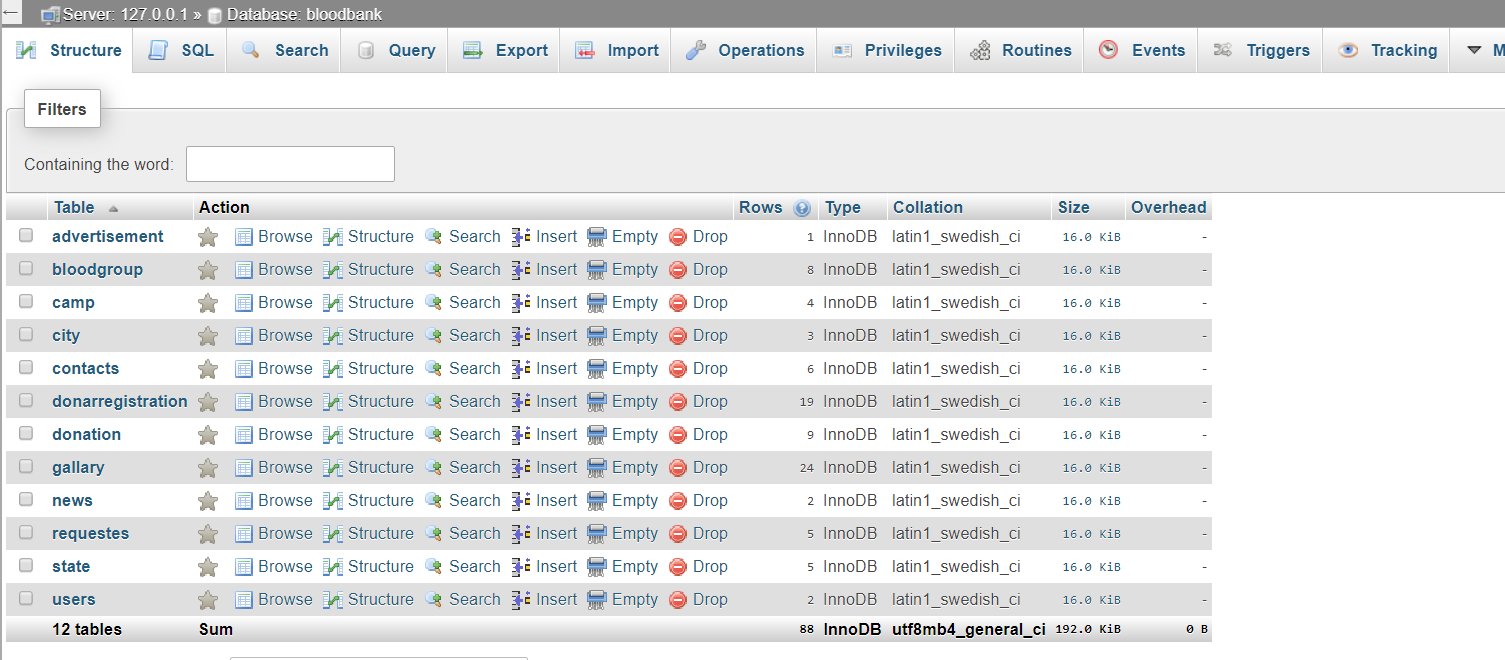 Server: 127.0.0.1 » Database: bloodbank
Structure SQL Search Query Export Import Operations Privileges Routines Events Triggers Tracking M
Filters
Containing the word:
Table Action Rows Type Collation Size Overhead
advertisement Browse Structure Search Insert Empty Drop 1 InnoDB latin1_swedish_ci 16.0 KiB -
bloodgroup Browse Structure Search Insert Empty Drop 8 InnoDB latin1_swedish_ci 16.0 KiB -
camp Browse Structure Search Insert Empty Drop 4 InnoDB latin1_swedish_ci 16.0 KiB -
city Browse Structure Search Insert Empty Drop 3 InnoDB latin1_swedish_ci 16.0 KiB -
contacts Browse Structure Search Insert Empty Drop 6 InnoDB latin1_swedish_ci 16.0 KiB -
donarregistration Browse Structure Search Insert Empty Drop 19 InnoDB latin1_swedish_ci 16.0 KiB -
donation Browse Structure Search Insert Empty Drop 9 InnoDB latin1_swedish_ci 16.0 KiB -
gallary Browse Structure Search Insert Empty Drop 24 InnoDB latin1_swedish_ci 16.0 KiB -
news Browse Structure Search Insert Empty Drop 2 InnoDB latin1_swedish_ci 16.0 KiB -
requestes Browse Structure Search Insert Empty Drop 5 InnoDB latin1_swedish_ci 16.0 KiB -
state Browse Structure Search Insert Empty Drop 5 InnoDB latin1_swedish_ci 16.0 KiB -
users Browse Structure Search Insert Empty Drop 2 InnoDB latin1_swedish_ci 16.0 KiB -
12 tables Sum 88 InnoDB utf8mb4_general_ci 192.0 KiB 0 B